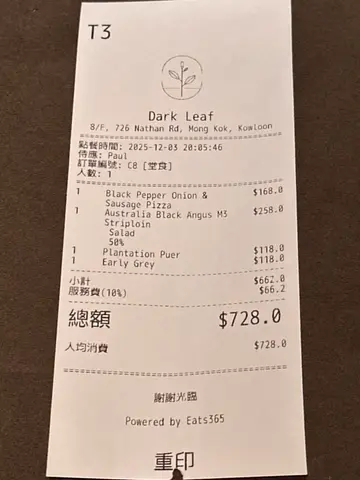 T3
Dark Leaf
8/F, 726 Nathan Rd, Mong Kok, Kowloon
點餐時間: 2025-12-03 20:05:46
侍應: Paul
訂單編號: C8 [堂食]
人數: 1
1 Black Pepper Onion & $168.0
Sausage Pizza
1 Australia Black Angus M3 $258.0
Striploin
Salad
50%
1 Plantation Puer $118.0
1 Early Grey $118.0
小計 $662.0
服務費(10%) $66.2
總額 $728.0
人均消費 $728.0
謝謝光臨
Powered by Eats365
重印